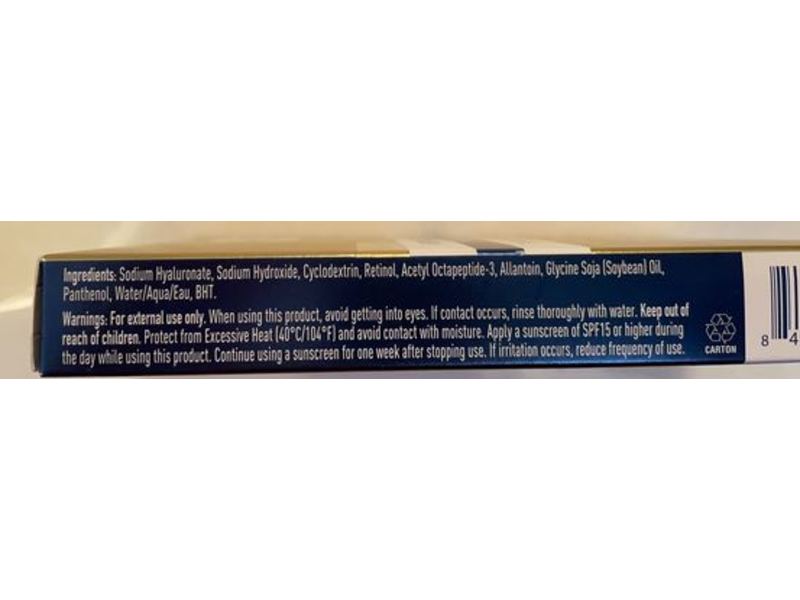 Ingredients: Sodium Hyaluronate, Sodium Hydroxide, Cyclodextrin, Retinol, Acetyl Octapeptide-3, Allantoin, Glycine Soja (Soybean) Oil,
Panthenol, Water/Aqua/Eau, BHT.
Warnings: For external use only. When using this product, avoid getting into eyes. If contact occurs, rinse thoroughly with water. Keep out of
reach of children. Protect from Excessive Heat (40°C/104°F) and avoid contact with moisture. Apply a sunscreen of SPF15 or higher during
the day while using this product. Continue using a sunscreen for one week after stopping use. If irritation occurs, reduce frequency of use.
CARTON
8 4